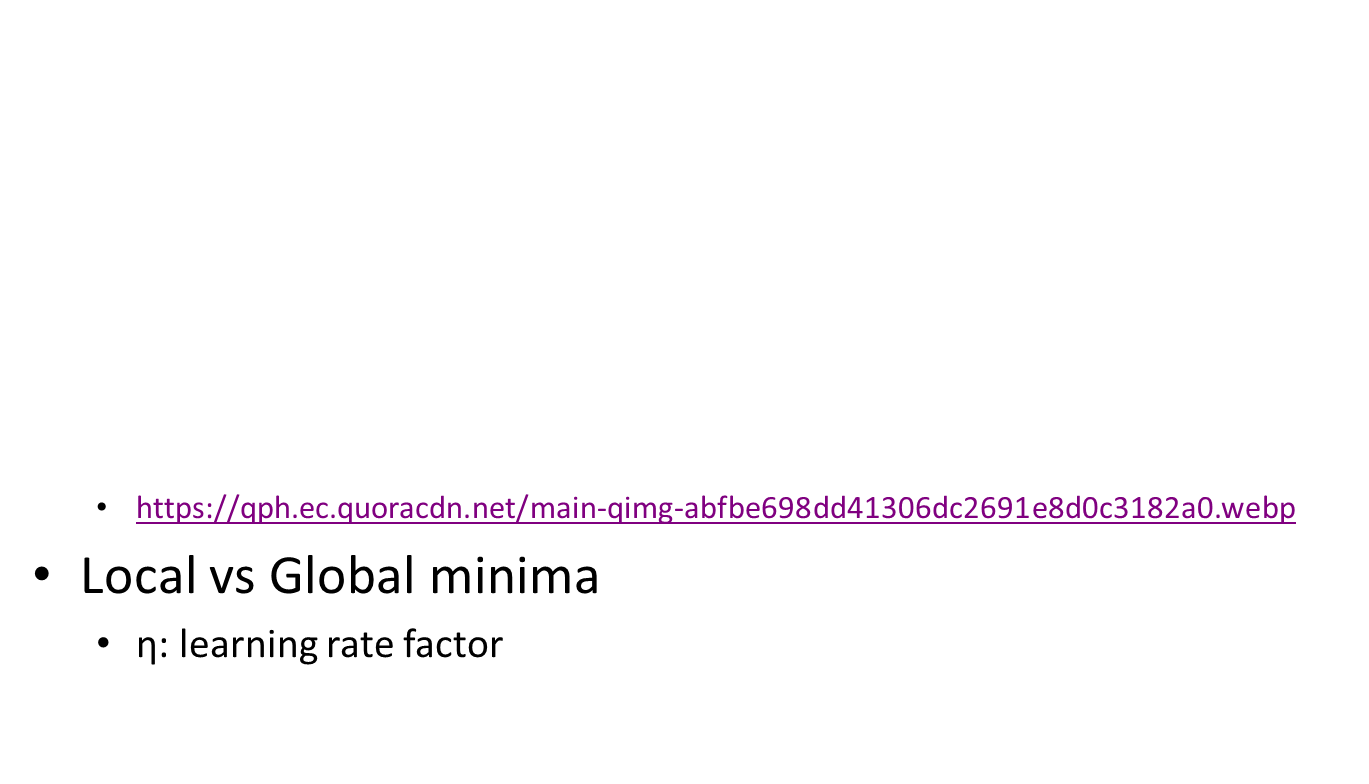 • https://qph.ec.quoracdn.net/main-qimg-abfbe698dd41306dc2691e8d0c3182a0.webp
• Local vs Global minima
• η: learning rate factor